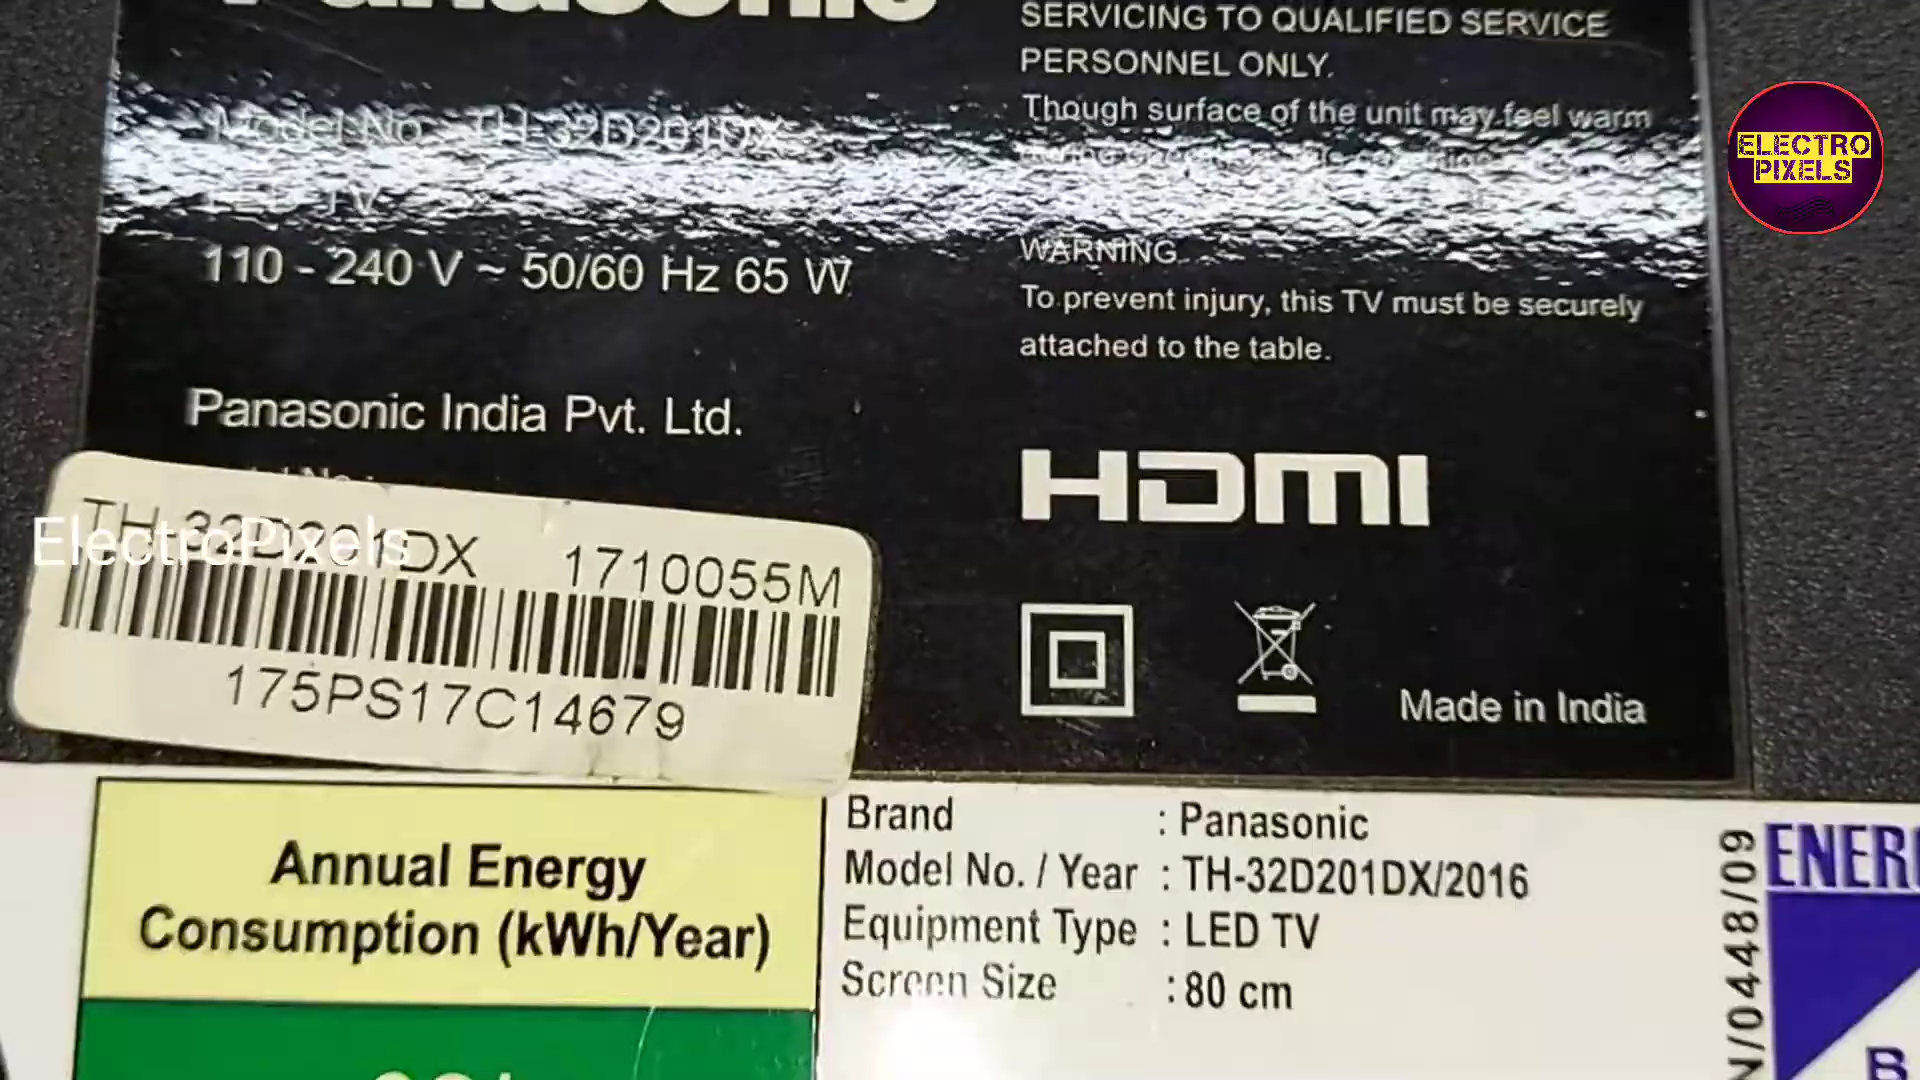 Panasonic
Model No. TH-32D201DX
LED TV
110 - 240 V ~ 50/60 Hz 65 W
Panasonic India Pvt. Ltd.
TH-32D201DX 1710055M
175PS17C14679
SERVICING TO QUALIFIED SERVICE
PERSONNEL ONLY.
Though surface of the unit may feel warm
WARNING
To prevent injury, this TV must be securely
attached to the table.
HDMI
Made in India
ELECTRO
PIXELS
ElectroPixels
Annual Energy
Consumption (kWh/Year)
Brand : Panasonic
Model No. / Year : TH-32D201DX/2016
Equipment Type : LED TV
Screen Size : 80 cm
N/0448/09
ENER
B